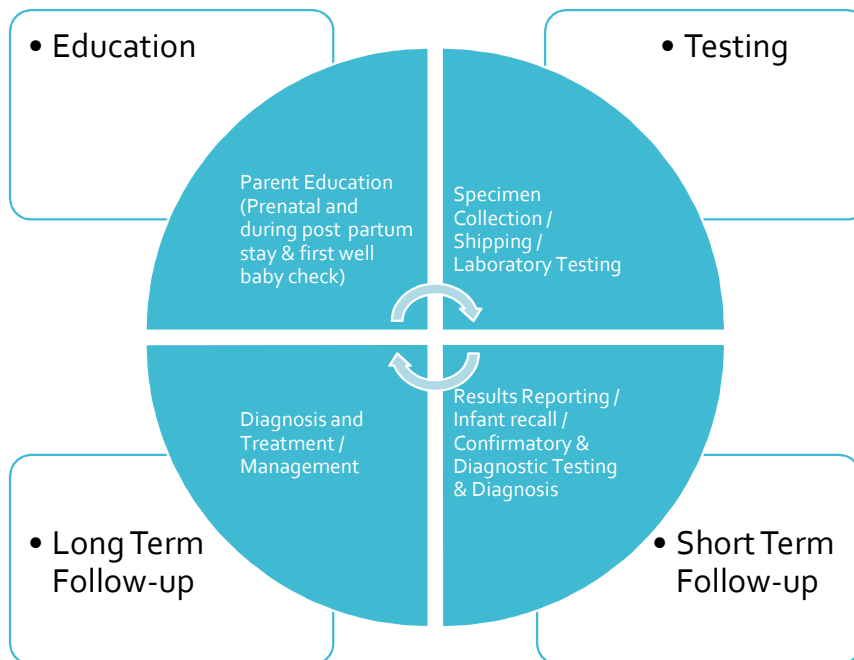 • Education
Parent Education
(Prenatal and
during post partum
stay & first well
baby check)
• Testing
Specimen
Collection /
Shipping /
Laboratory Testing
Diagnosis and
Treatment /
Management
• Long Term
Follow-up
Results Reporting /
Infant recall /
Confirmatory &
Diagnostic Testing
& Diagnosis
• Short Term
Follow-up